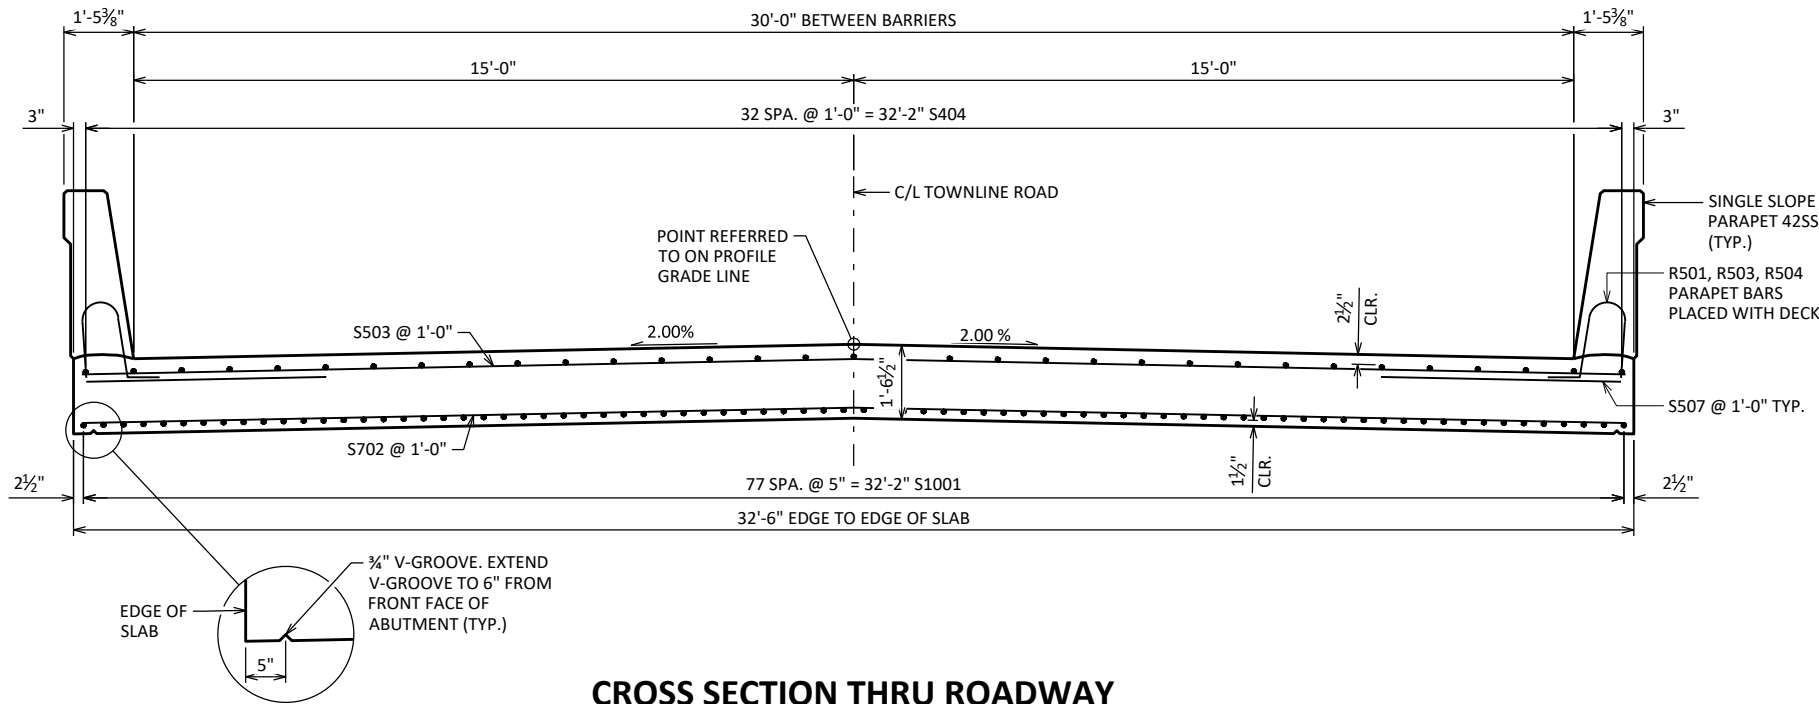 1'-5⅜"
30'-0" BETWEEN BARRIERS
1'-5⅜"
15'-0"
15'-0"
3"
32 SPA. @ 1'-0" = 32'-2" S404
3"
C/L TOWNLINE ROAD
SINGLE SLOPE
PARAPET 42SS
(TYP.)
POINT REFERRED
TO ON PROFILE
GRADE LINE
R501, R503, R504
PARAPET BARS
PLACED WITH DECK
2½"
CLR.
S503 @ 1'-0"
2.00%
2.00 %
1'-6½"
S507 @ 1'-0" TYP.
S702 @ 1'-0"
1½"
CLR.
2½"
77 SPA. @ 5" = 32'-2" S1001
2½"
32'-6" EDGE TO EDGE OF SLAB
¾" V-GROOVE. EXTEND
V-GROOVE TO 6" FROM
FRONT FACE OF
ABUTMENT (TYP.)
EDGE OF
SLAB
5"
CROSS SECTION THRU ROADWAY